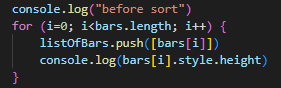 console.log("before sort")
for (i=0; i<bars.length; i++) {
    listOfBars.push([bars[i]])
    console.log(bars[i].style.height)
}